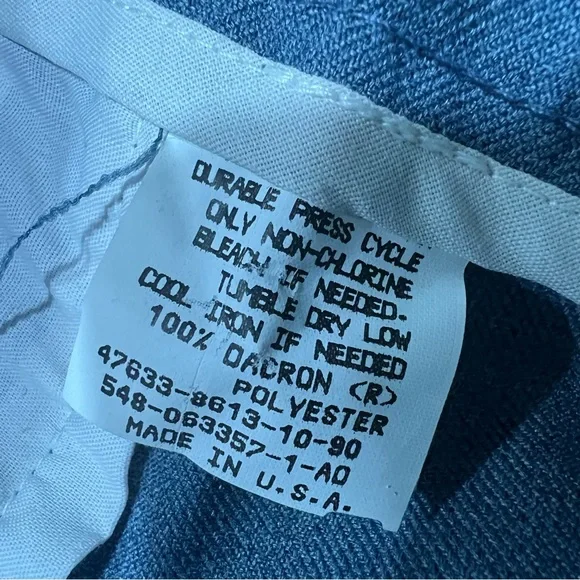 DURABLE PRESS CYCLE
ONLY NON-CHLORINE
BLEACH IF NEEDED.
TUMBLE DRY LOW
COOL IRON IF NEEDED
100% DACRON (R)
POLYESTER
47633-8613-10-90
548-063357-1-AO
MADE IN U.S.A.